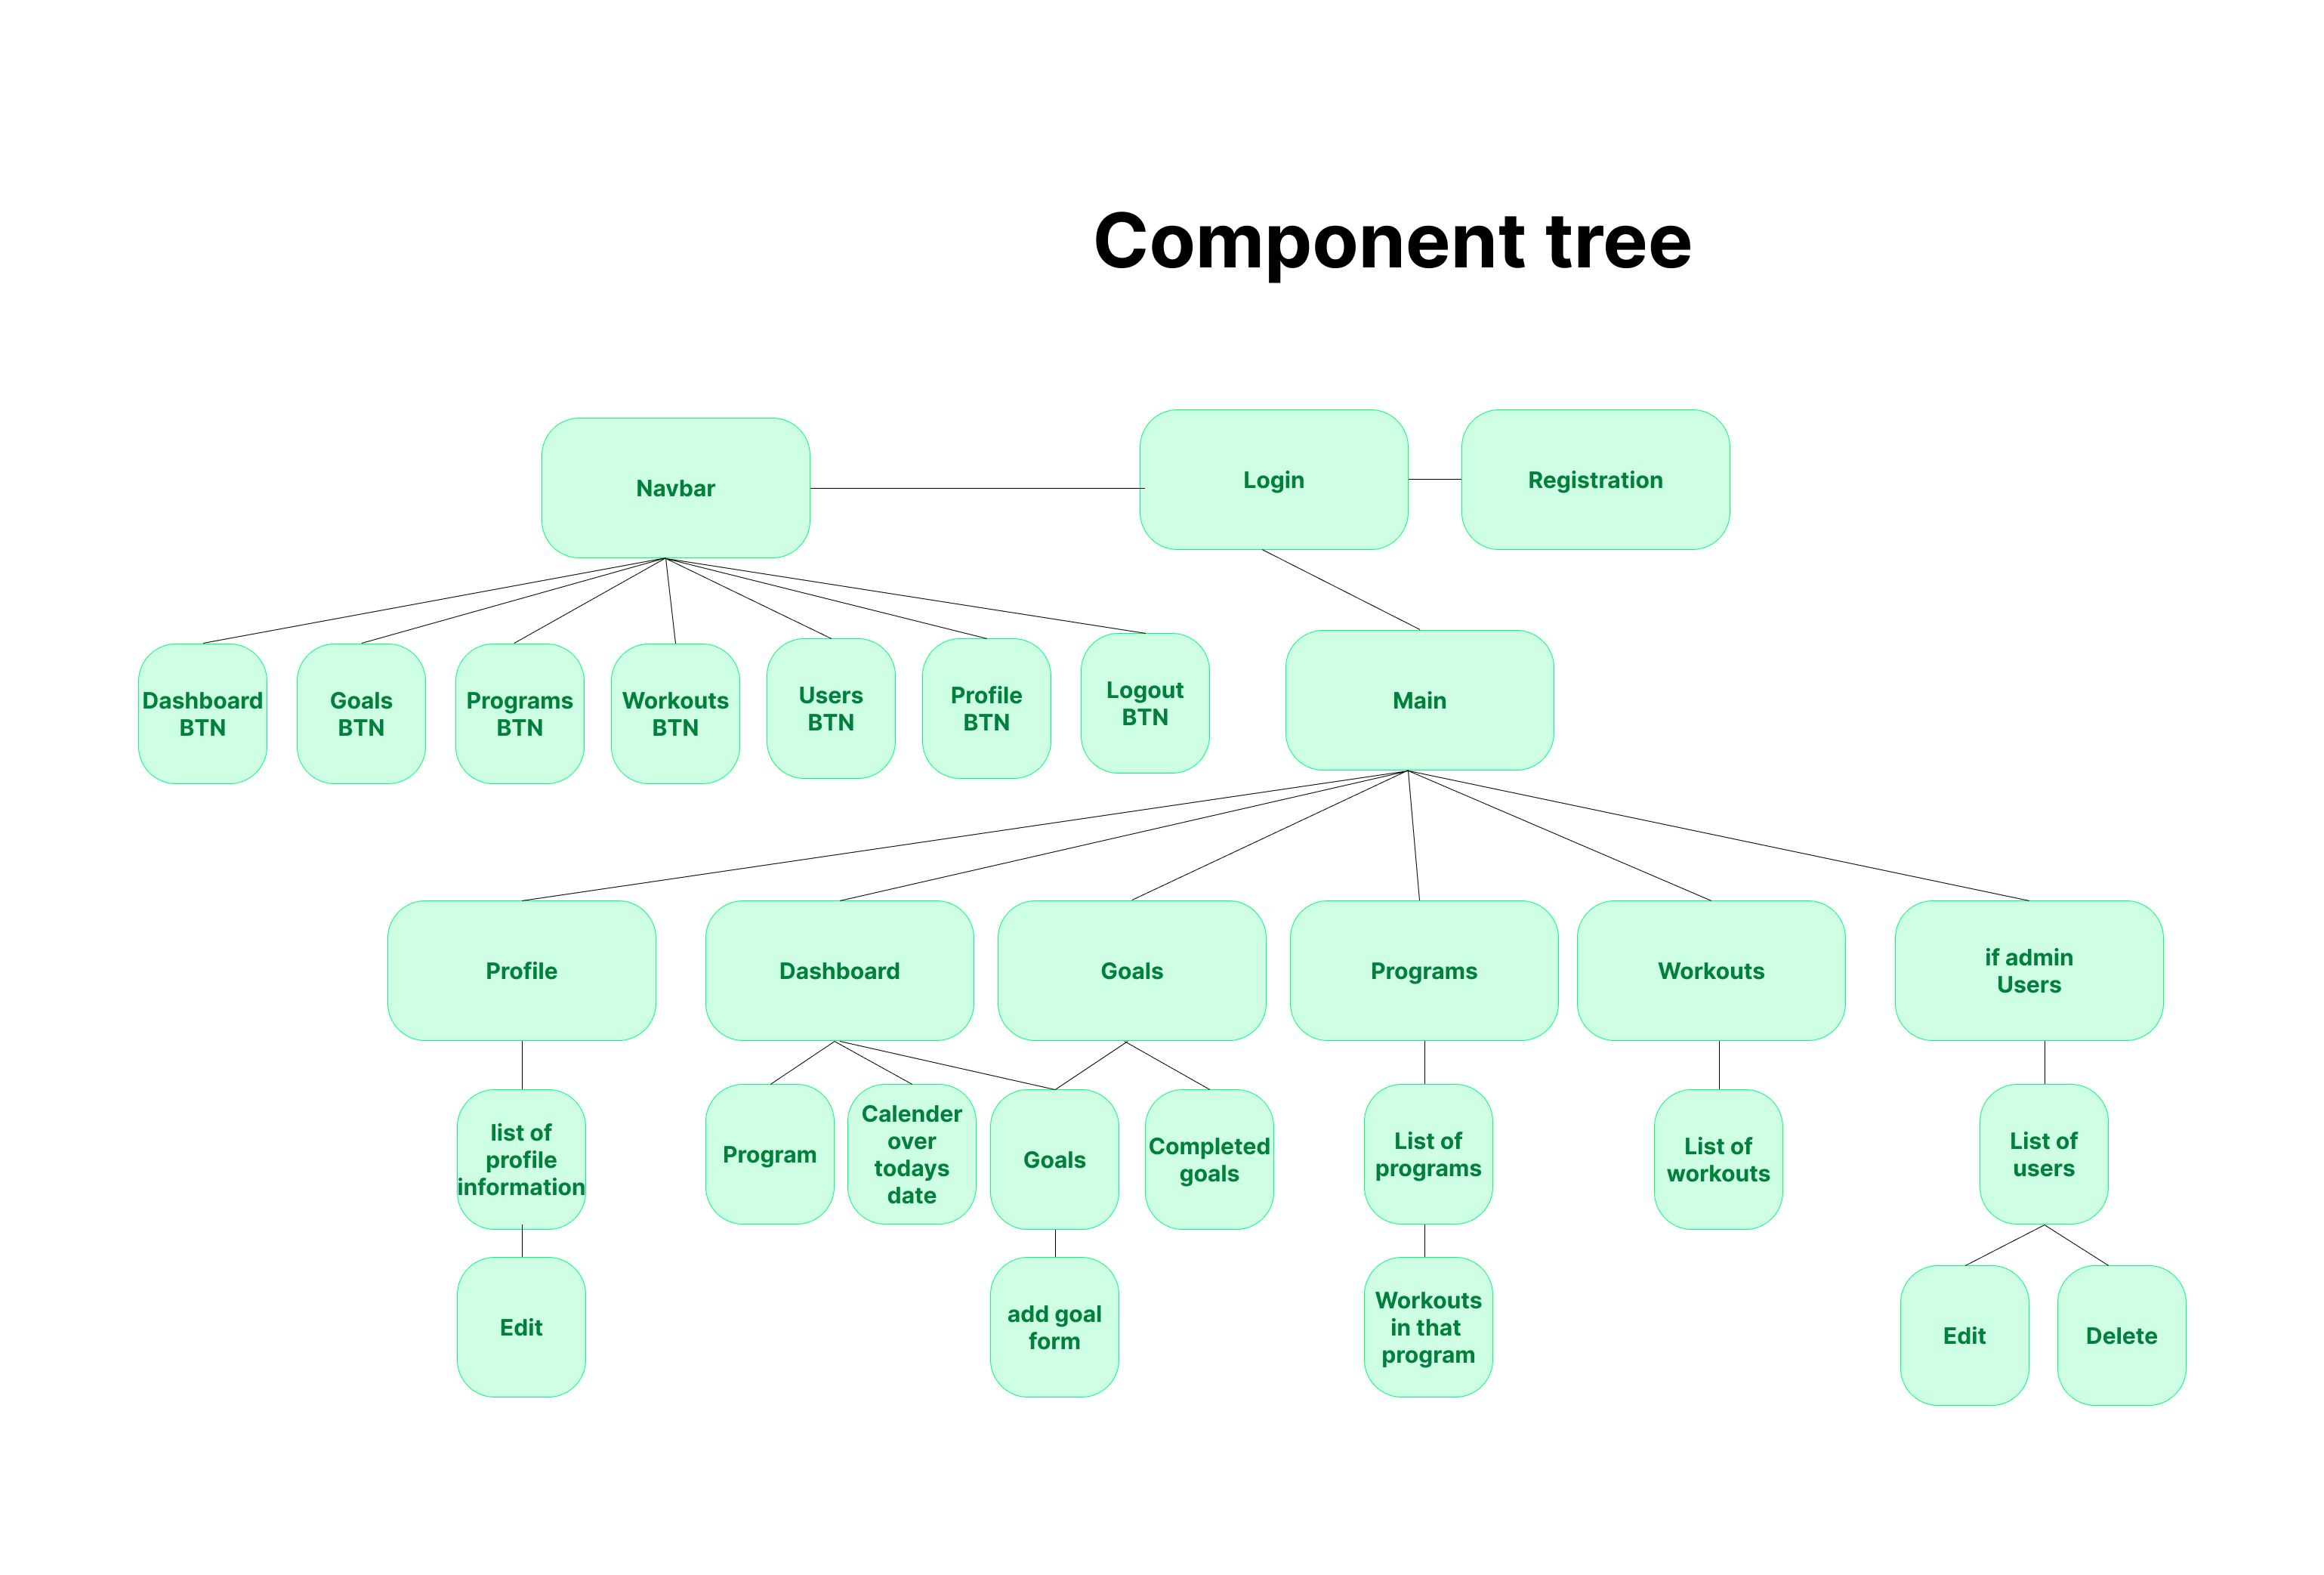 Component tree
Navbar
Login
Registration
Dashboard
BTN
Goals
BTN
Programs
BTN
Workouts
BTN
Users
BTN
Profile
BTN
Logout
BTN
Main
Profile
Dashboard
Goals
Programs
Workouts
if admin
Users
list of
profile
information
Program
Calender
over
todays
date
Goals
Completed
goals
List of
programs
List of
workouts
List of
users
Edit
add goal
form
Workouts
in that
program
Edit
Delete